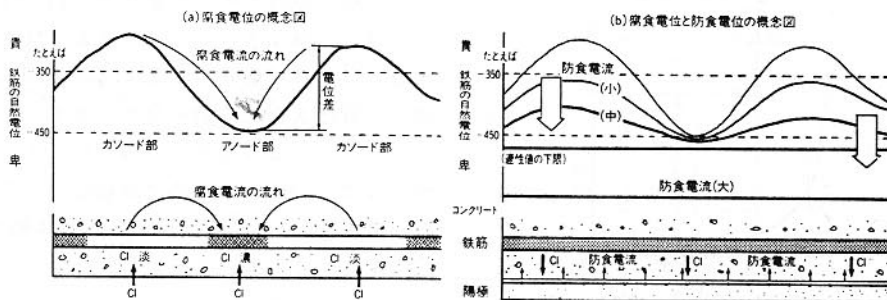 (a)腐食電位の概念図
貴
たとえば
-350
鉄筋の自然電位
-450
卑
腐食電流の流れ
電位差
カソード部
アノード部
カソード部
腐食電流の流れ
Cl 淡
Cl 濃
Cl 淡
Cl
Cl
Cl
(b)腐食電位と防食電位の概念図
貴
たとえば
-350
鉄筋の自然電位
-450
卑
防食電流
(小)
(中)
(適性値の下限)
防食電流(大)
コンクリート
鉄筋
陽極
Cl
防食電流
Cl
防食電流
Cl